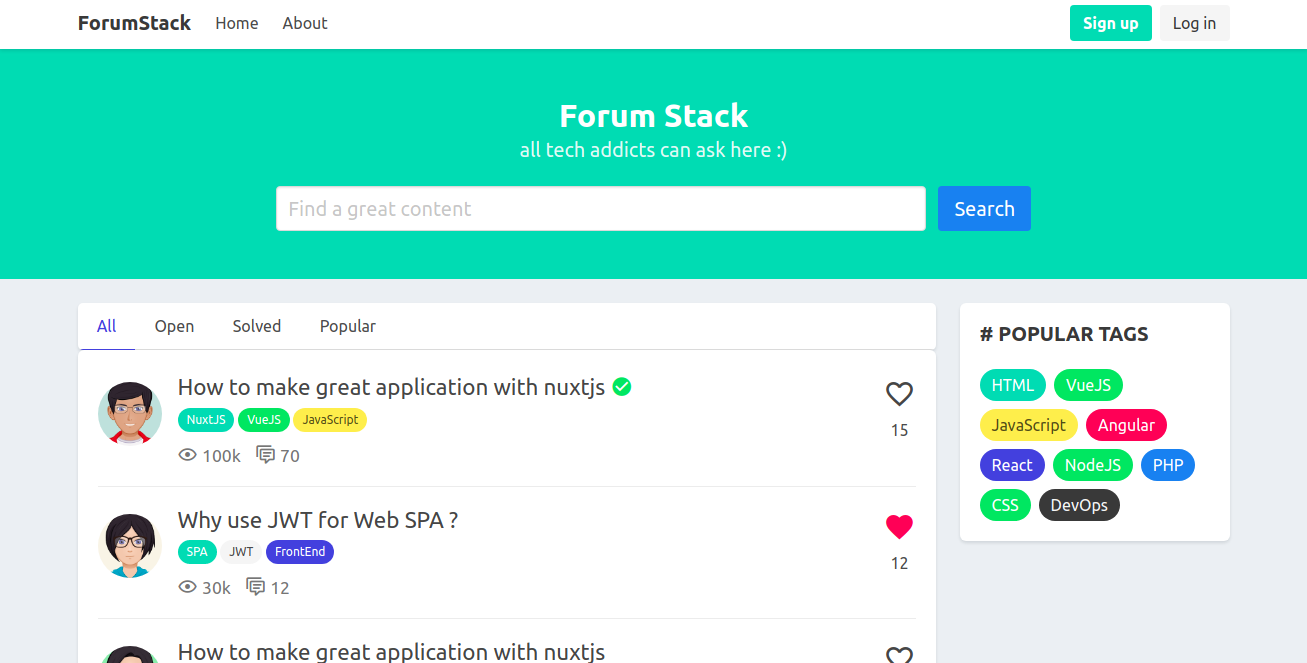 ForumStack Home About Sign up Log in
Forum Stack
all tech addicts can ask here :)
Find a great content Search
All Open Solved Popular
How to make great application with nuxtjs
NuxtJS VueJS JavaScript
100k 70
15
Why use JWT for Web SPA ?
SPA JWT FrontEnd
30k 12
12
How to make great application with nuxtjs
# POPULAR TAGS
HTML VueJS
JavaScript Angular
React NodeJS PHP
CSS DevOps